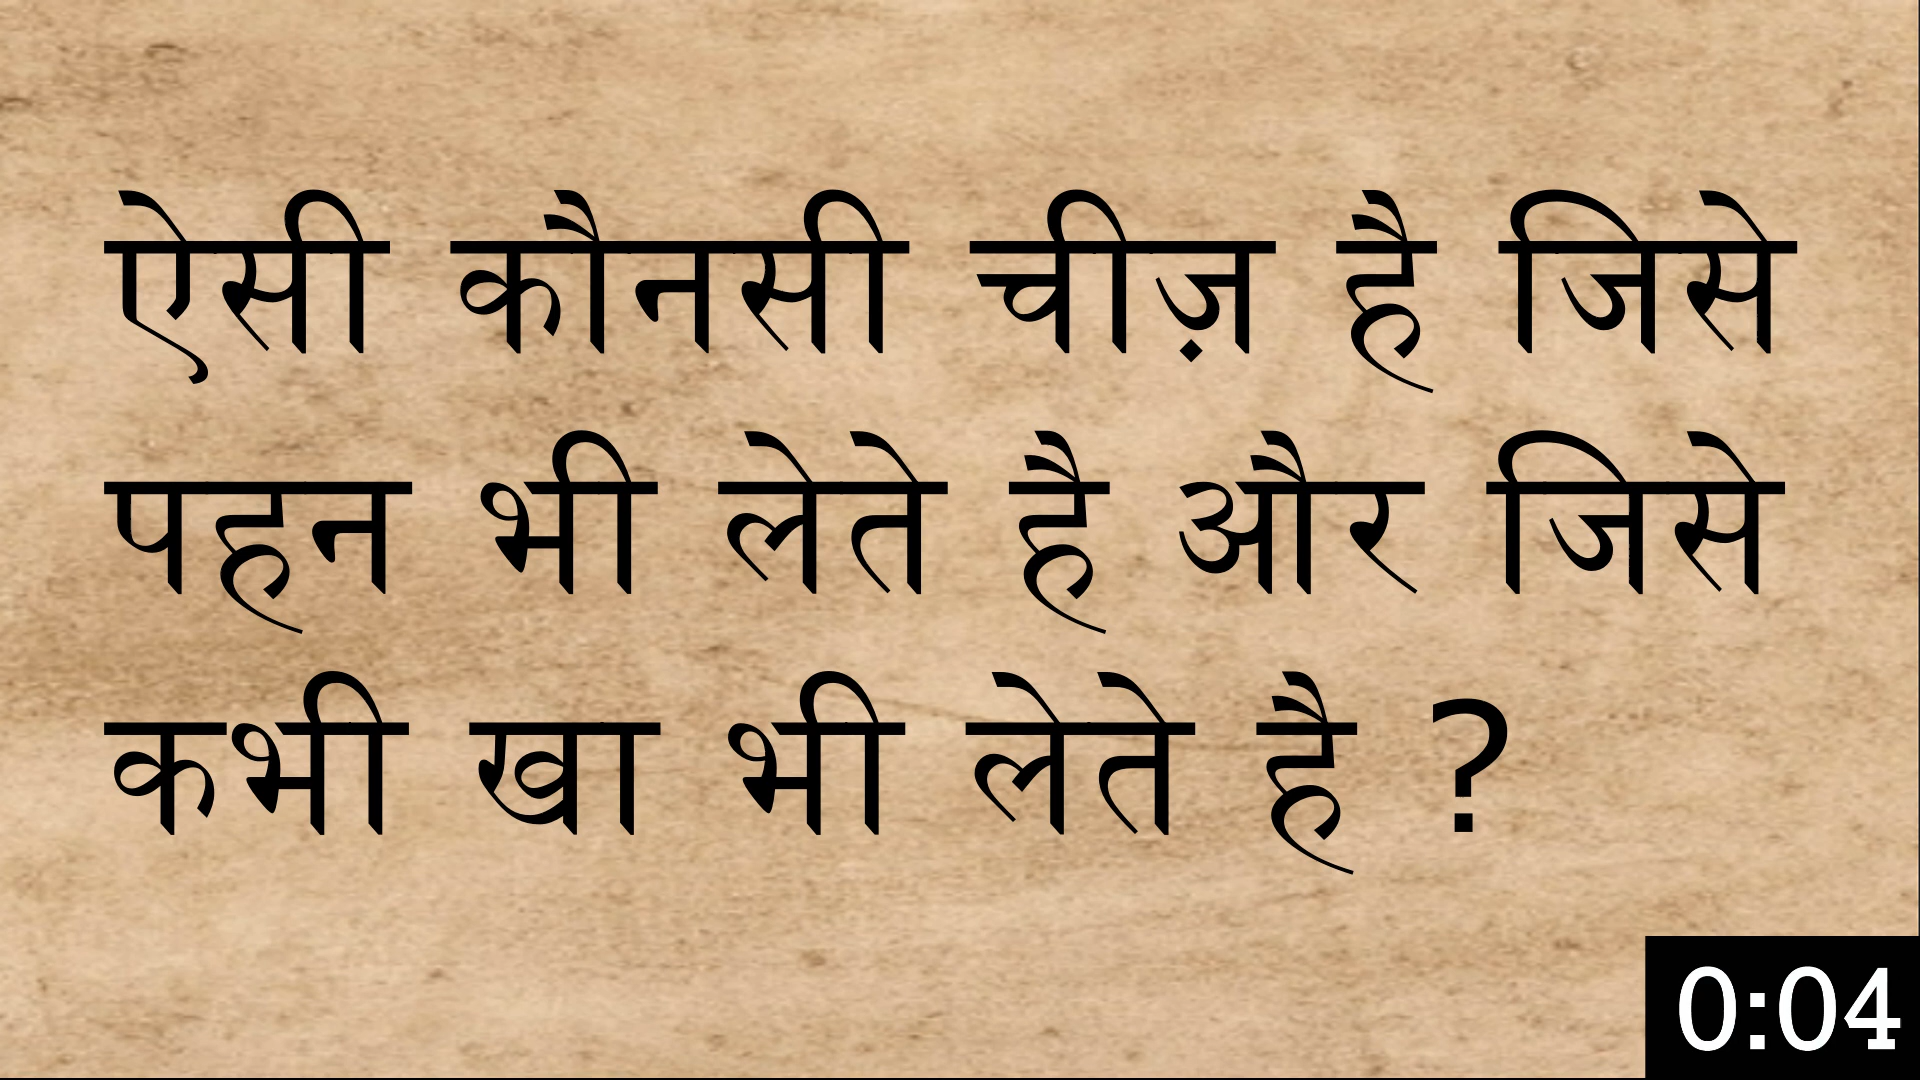 ऐसी कौनसी चीज़ है जिसे
पहन भी लेते है और जिसे
कभी खा भी लेते है ?
0:04